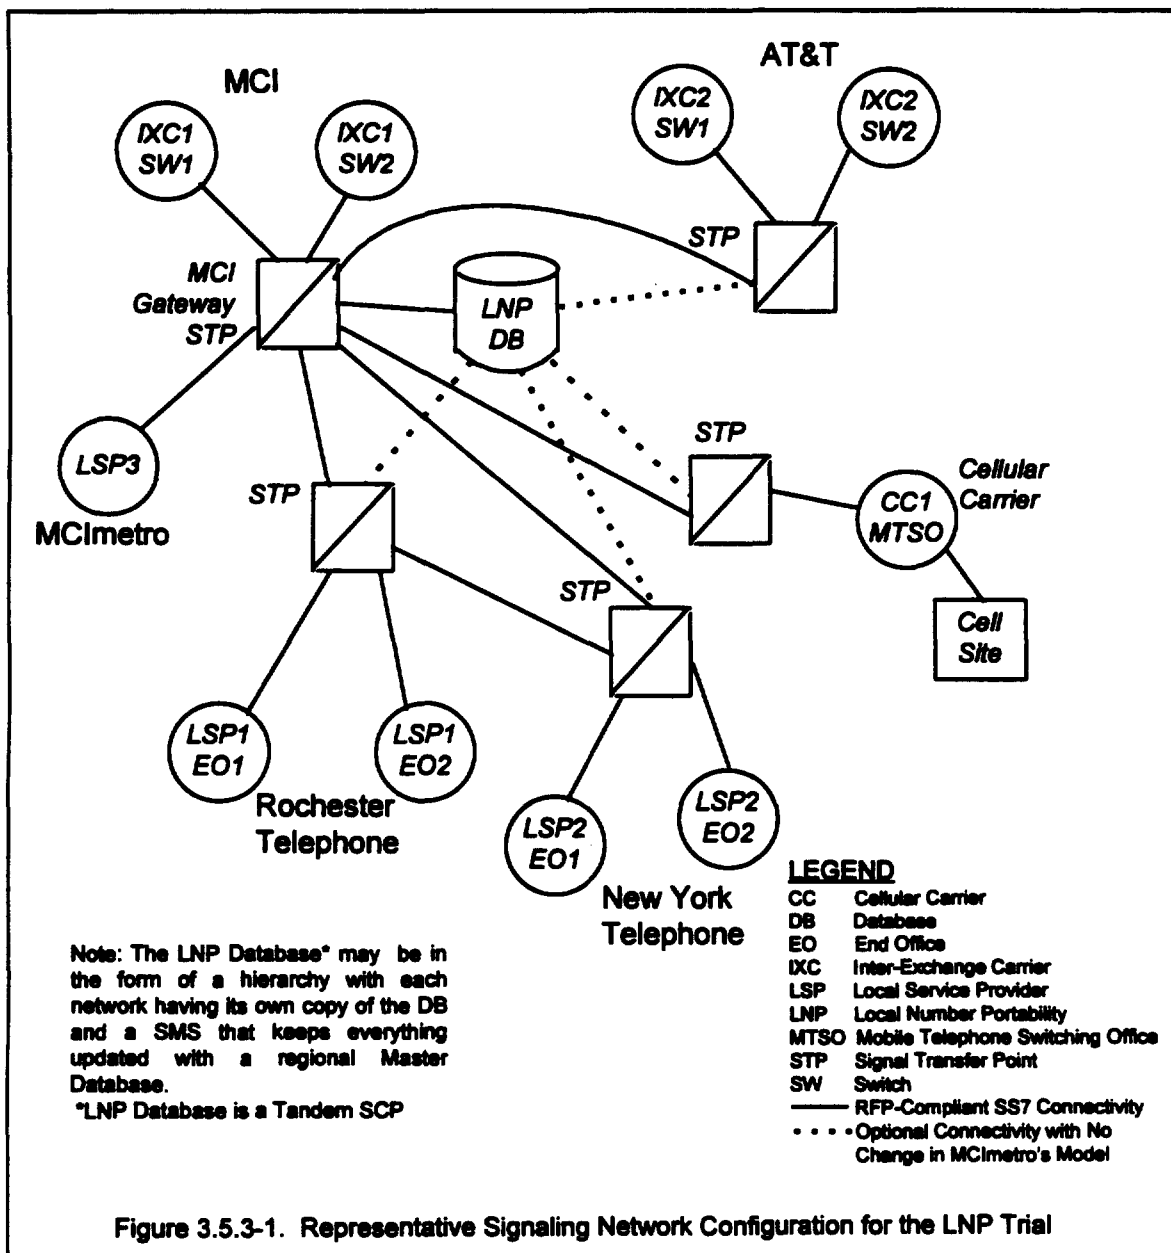 MCI
AT&T
IXC1
SW1
IXC1
SW2
IXC2
SW1
IXC2
SW2
STP
MCI
Gateway
STP
LNP
DB
LSP3
MCImetro
STP
STP
Cellular
Carrier
CC1
MTSO
STP
Cell
Site
LSP1
EO1
LSP1
EO2
Rochester
Telephone
LSP2
EO1
LSP2
EO2
New York
Telephone
LEGEND
CC Cellular Carrier
DB Database
EO End Office
IXC Inter-Exchange Carrier
LSP Local Service Provider
LNP Local Number Portability
MTSO Mobile Telephone Switching Office
STP Signal Transfer Point
SW Switch
RFP-Compliant SS7 Connectivity
Optional Connectivity with No
Change in MCImetro's Model
Note: The LNP Database* may be in
the form of a hierarchy with each
network having its own copy of the DB
and a SMS that keeps everything
updated with a regional Master
Database.
*LNP Database is a Tandem SCP
Figure 3.5.3-1. Representative Signaling Network Configuration for the LNP Trial